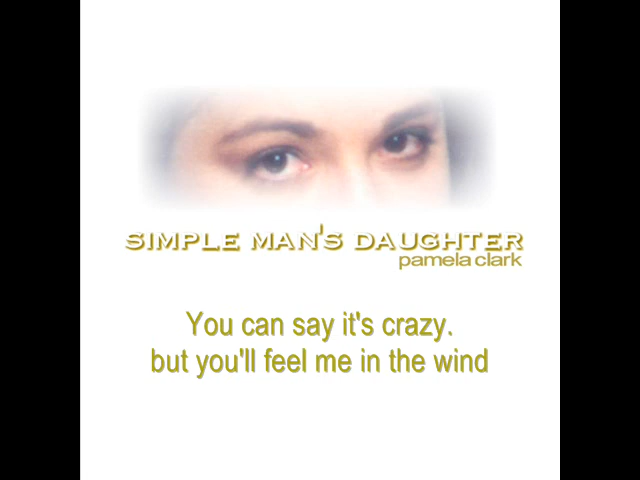 SIMPLE MAN'S DAUGHTER
pamela clark
You can say it's crazy.
but you'll feel me in the wind